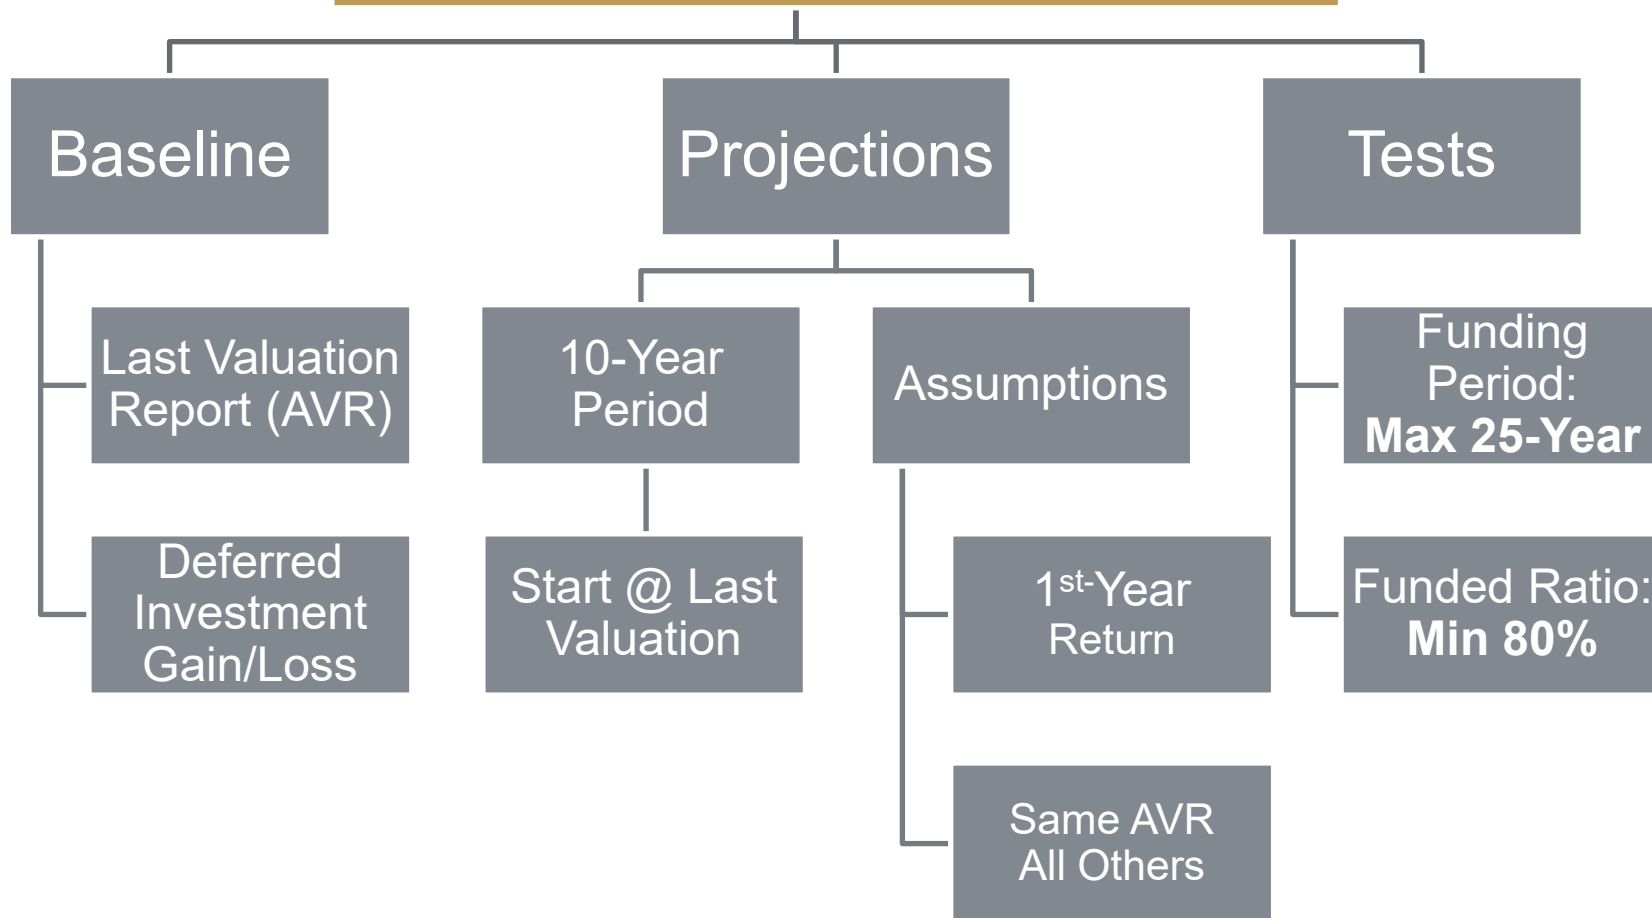 Baseline
Projections
Tests
Last Valuation
Report (AVR)
10-Year
Period
Assumptions
Funding
Period:
Max 25-Year
Deferred
Investment
Gain/Loss
Start @ Last
Valuation
1st-Year
Return
Funded Ratio:
Min 80%
Same AVR
All Others